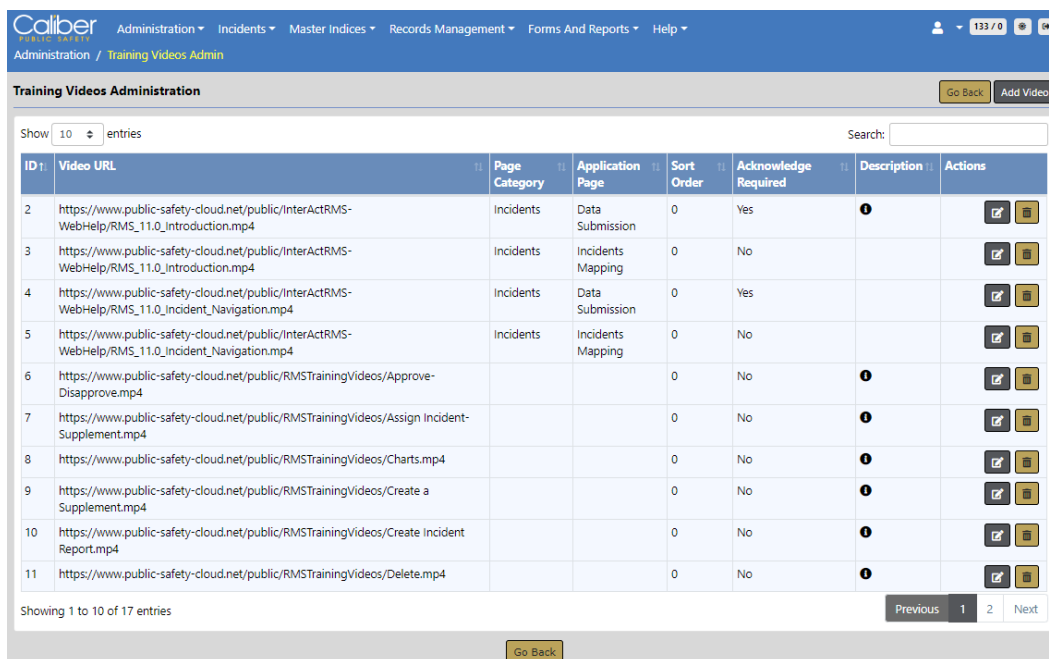 Caliber
PUBLIC SAFETY
Administration Incidents Master Indices Records Management Forms And Reports Help 133 / 0
Administration / Training Videos Admin
Training Videos Administration Go Back Add Video
Show 10 entries Search:
ID Video URL Page Category Application Page Sort Order Acknowledge Required Description Actions
2 https://www.public-safety-cloud.net/public/InterActRMS- Incidents Data 0 Yes
WebHelp/RMS_11.0_Introduction.mp4 Submission
3 https://www.public-safety-cloud.net/public/InterActRMS- Incidents Incidents 0 No
WebHelp/RMS_11.0_Introduction.mp4 Mapping
4 https://www.public-safety-cloud.net/public/InterActRMS- Incidents Data 0 Yes
WebHelp/RMS_11.0_Incident_Navigation.mp4 Submission
5 https://www.public-safety-cloud.net/public/InterActRMS- Incidents Incidents 0 No
WebHelp/RMS_11.0_Incident_Navigation.mp4 Mapping
6 https://www.public-safety-cloud.net/public/RMSTrainingVideos/Approve- 0 No
Disapprove.mp4
7 https://www.public-safety-cloud.net/public/RMSTrainingVideos/Assign Incident- 0 No
Supplement.mp4
8 https://www.public-safety-cloud.net/public/RMSTrainingVideos/Charts.mp4 0 No
9 https://www.public-safety-cloud.net/public/RMSTrainingVideos/Create a 0 No
Supplement.mp4
10 https://www.public-safety-cloud.net/public/RMSTrainingVideos/Create Incident 0 No
Report.mp4
11 https://www.public-safety-cloud.net/public/RMSTrainingVideos/Delete.mp4 0 No
Showing 1 to 10 of 17 entries Previous 1 2 Next
Go Back